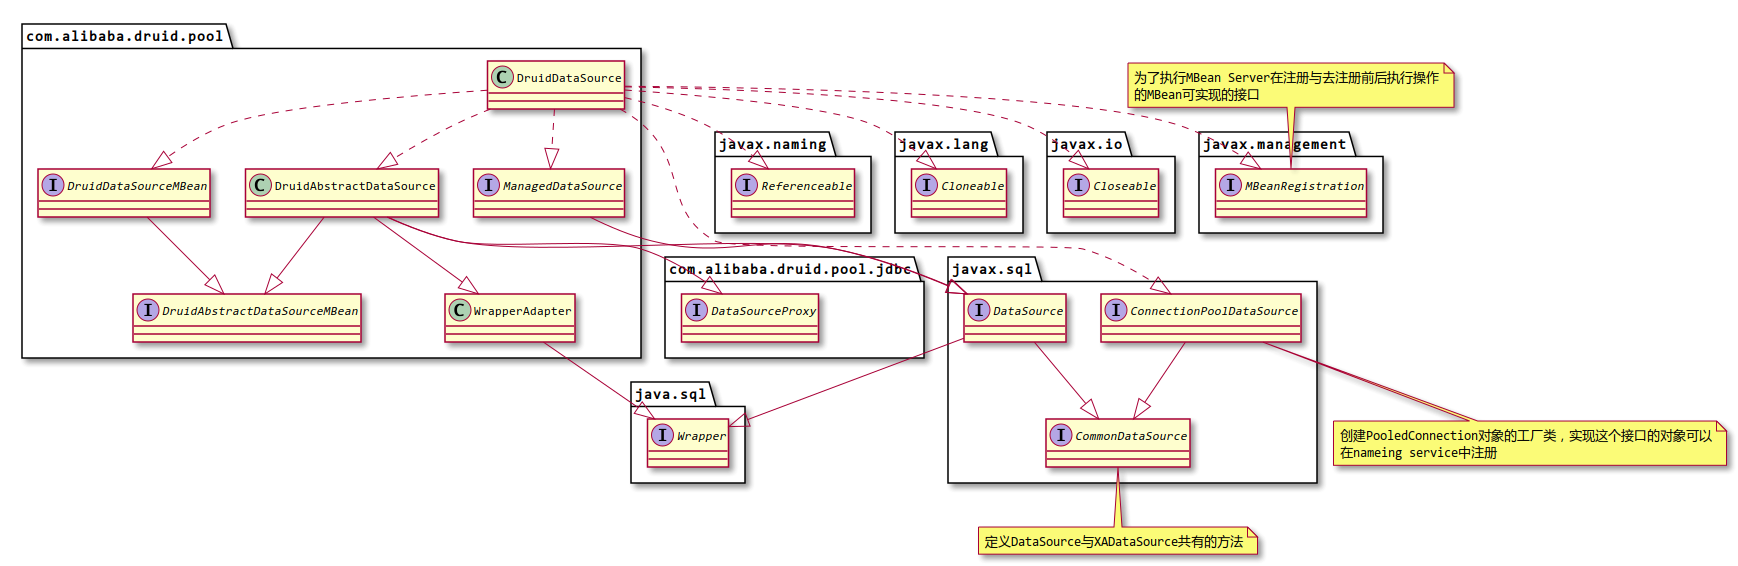 com.alibaba.druid.pool
C DruidDataSource
为了执行MBean Server在注册与去注册前后执行操作
的MBean可实现的接口
javax.naming
javax.lang
javax.io
javax.management
I DruidDataSourceMBean
C DruidAbstractDataSource
I ManagedDataSource
I Referenceable
I Cloneable
I Closeable
I MBeanRegistration
com.alibaba.druid.pool.jdbc
javax.sql
I DruidAbstractDataSourceMBean
C WrapperAdapter
I DataSourceProxy
I DataSource
I ConnectionPoolDataSource
java.sql
I Wrapper
I CommonDataSource
创建PooledConnection对象的工厂类，实现这个接口的对象可以
在nameing service中注册
定义DataSource与XADataSource共有的方法